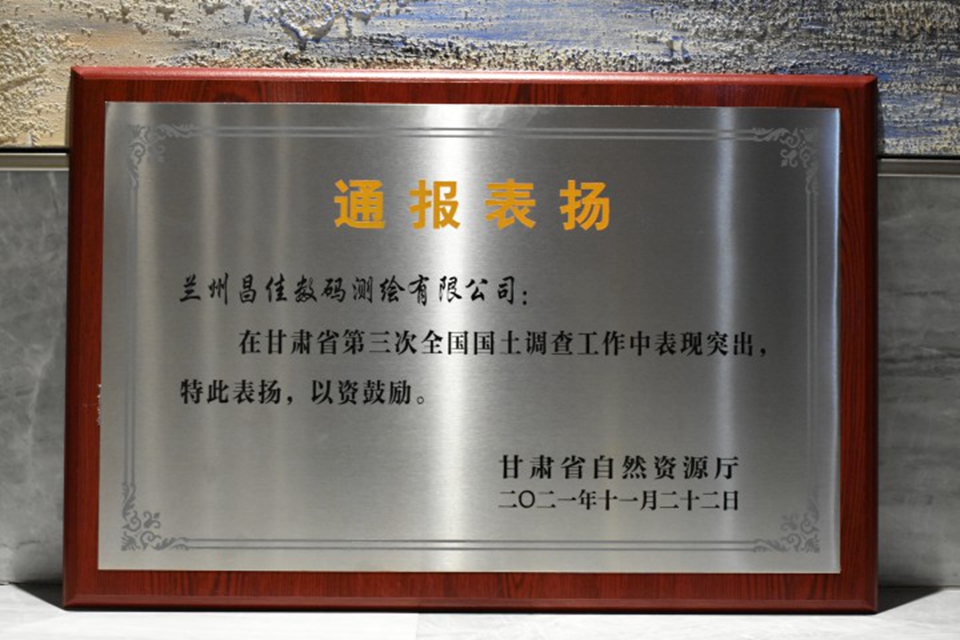 通报表扬
兰州昌佳数码测绘有限公司：
在甘肃省第三次全国国土调查工作中表现突出，
特此表扬，以资鼓励。
甘肃省自然资源厅
二〇二一年十一月二十二日